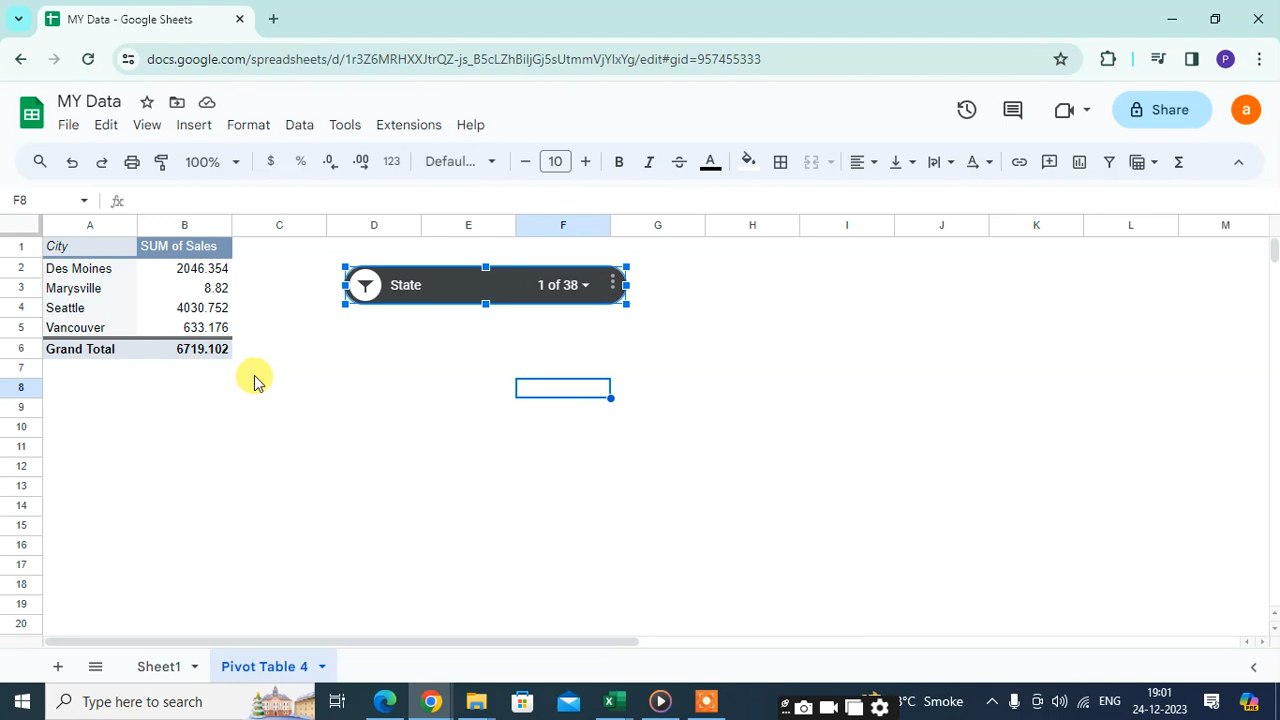 MY Data - Google Sheets
docs.google.com/spreadsheets/d/1r3Z6MRHXXJtrQZ-js_B5cLZhBiljGj5sUtmmVjYlxYg/edit#gid=957455333
P
MY Data
File Edit View Insert Format Data Tools Extensions Help
Share
a
100% $ % .0 .00 123 Defaul... 10 B I S A Σ
F8 fx
A B C D E F G H I J K L M
1 City SUM of Sales
2 Des Moines 2046.354
State 1 of 38
3 Marysville 8.82
4 Seattle 4030.752
5 Vancouver 633.176
6 Grand Total 6719.102
7
8
9
10
11
12
13
14
15
16
17
18
19
20
Sheet1 Pivot Table 4
Type here to search
°C Smoke
ENG
19:01
24-12-2023